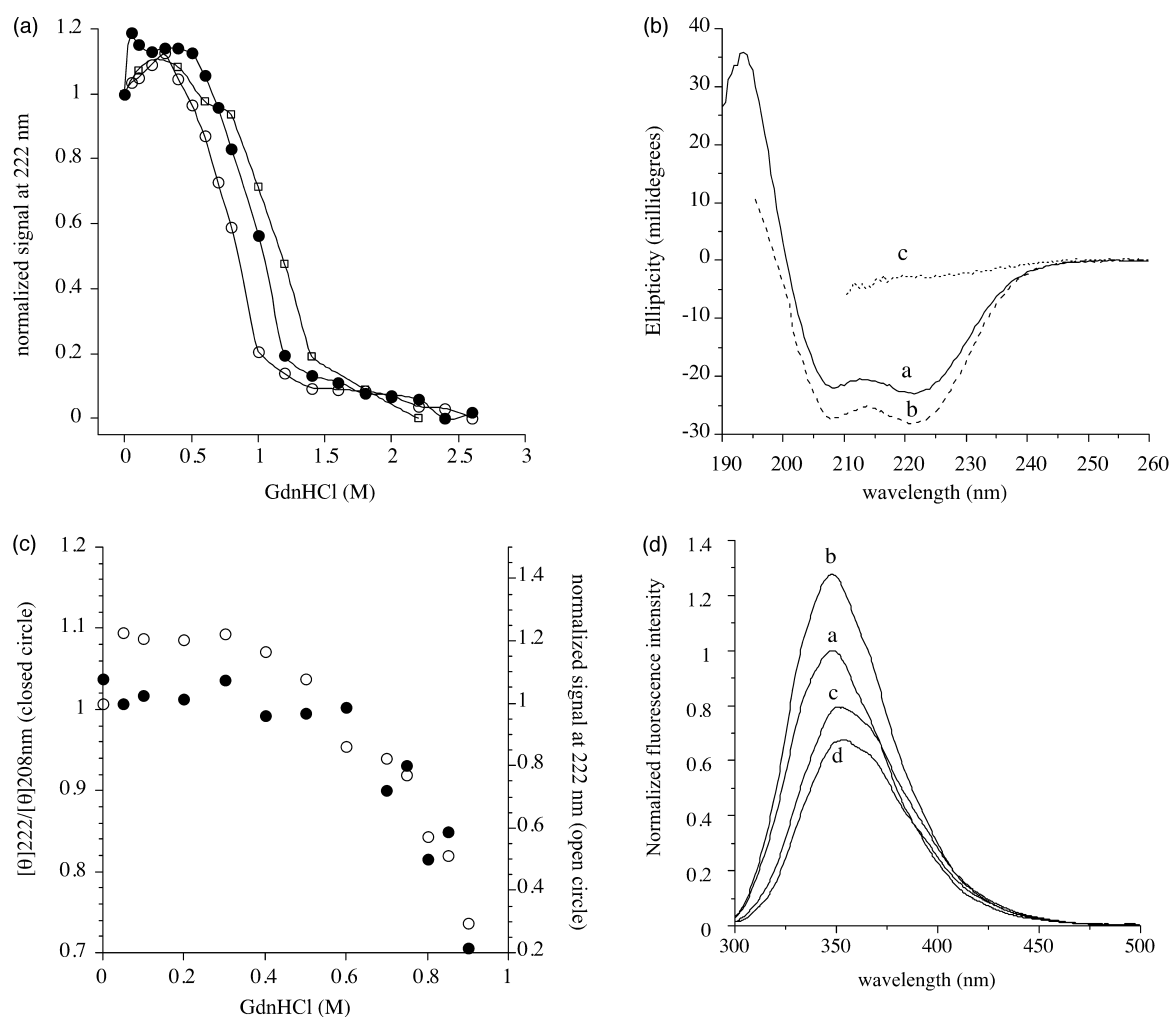 (a)
1.2
1
0.8
0.6
0.4
0.2
0
normalized signal at 222 nm
0 0.5 1 1.5 2 2.5 3
GdnHCl (M)
(b)
40
30
20
10
0
-10
-20
-30
Ellipticity (millidegrees)
c
a
b
190 200 210 220 230 240 250 260
wavelength (nm)
(c)
1.2
1.1
1
0.9
0.8
0.7
[θ]222/[θ]208nm (closed circle)
1.4
1.2
1
0.8
0.6
0.4
0.2
normalized signal at 222 nm (open circle)
0 0.2 0.4 0.6 0.8 1
GdnHCl (M)
(d)
1.4
1.2
1
0.8
0.6
0.4
0.2
0
Normalized fluorescence intensity
b
a
c
d
300 350 400 450 500
wavelength (nm)